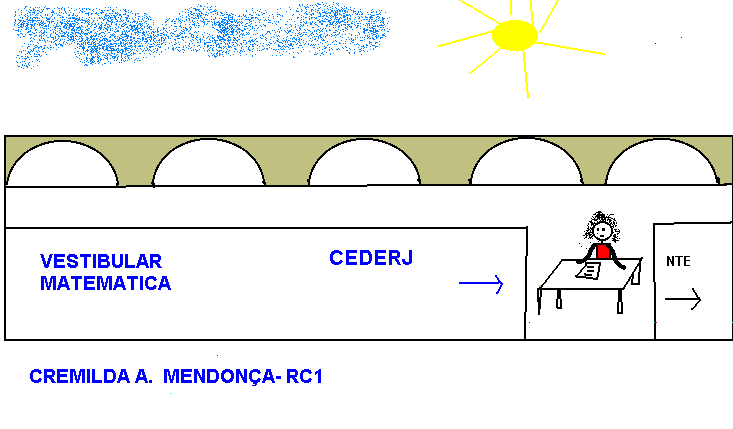 VESTIBULAR
MATEMATICA
CEDERJ
NTE
CREMILDA A. MENDONÇA- RC1